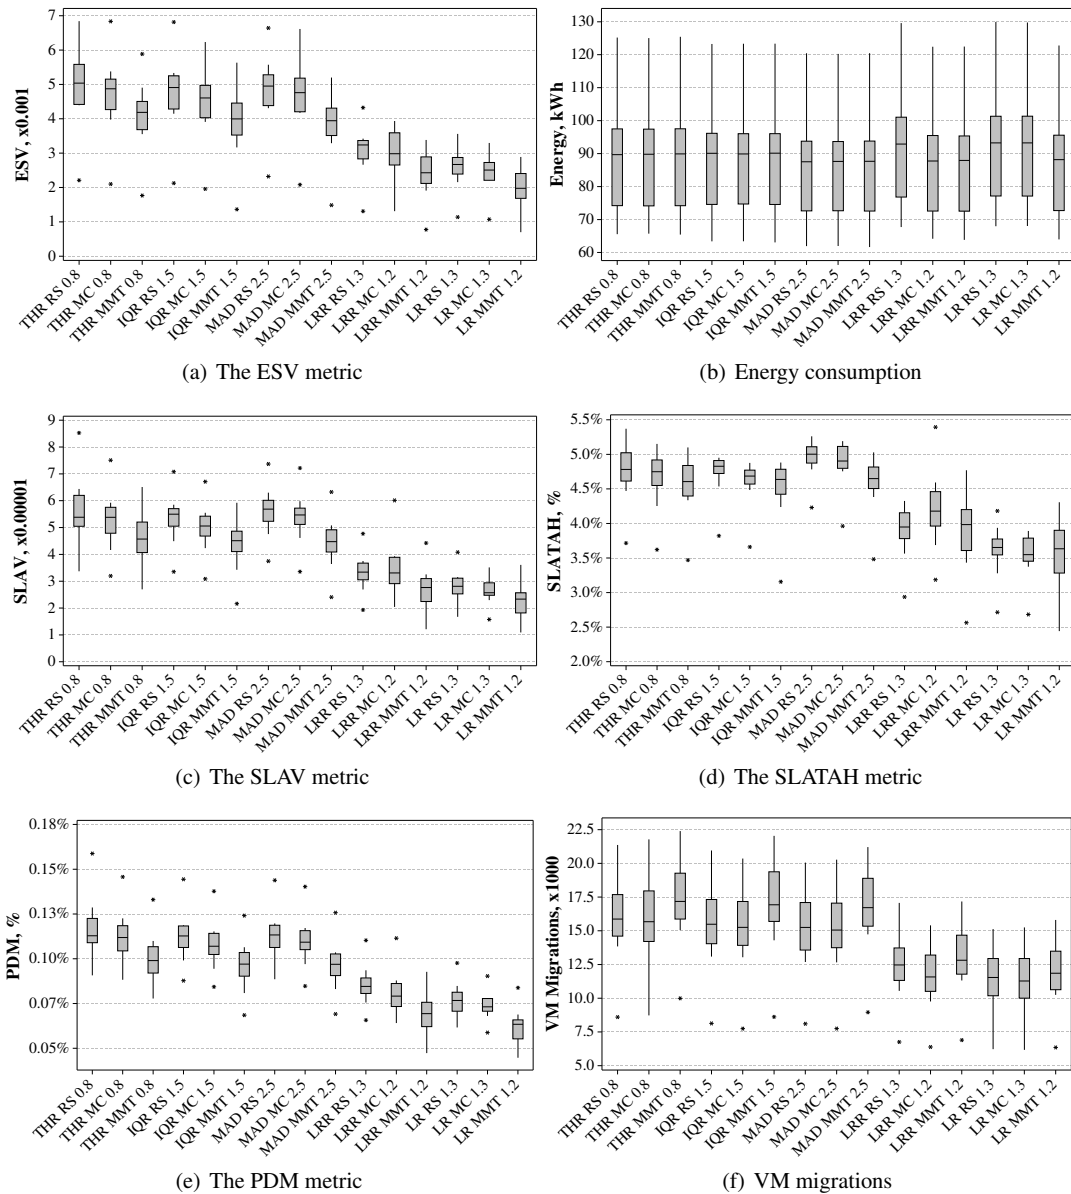 7
6
5
4
3
2
1
0
ESV, x0.001
THR RS 0.8
THR MC 0.8
THR MMT 0.8
IQR RS 1.5
IQR MC 1.5
IQR MMT 1.5
MAD RS 2.5
MAD MC 2.5
MAD MMT 2.5
LRR RS 1.3
LRR MC 1.2
LRR MMT 1.2
LR RS 1.3
LR MC 1.3
LR MMT 1.2
(a) The ESV metric
130
120
110
100
90
80
70
60
Energy, kWh
THR RS 0.8
THR MC 0.8
THR MMT 0.8
IQR RS 1.5
IQR MC 1.5
IQR MMT 1.5
MAD RS 2.5
MAD MC 2.5
MAD MMT 2.5
LRR RS 1.3
LRR MC 1.2
LRR MMT 1.2
LR RS 1.3
LR MC 1.3
LR MMT 1.2
(b) Energy consumption
9
8
7
6
5
4
3
2
1
0
SLAV, x0.00001
THR RS 0.8
THR MC 0.8
THR MMT 0.8
IQR RS 1.5
IQR MC 1.5
IQR MMT 1.5
MAD RS 2.5
MAD MC 2.5
MAD MMT 2.5
LRR RS 1.3
LRR MC 1.2
LRR MMT 1.2
LR RS 1.3
LR MC 1.3
LR MMT 1.2
(c) The SLAV metric
5.5%
5.0%
4.5%
4.0%
3.5%
3.0%
2.5%
2.0%
SLATAH, %
THR RS 0.8
THR MC 0.8
THR MMT 0.8
IQR RS 1.5
IQR MC 1.5
IQR MMT 1.5
MAD RS 2.5
MAD MC 2.5
MAD MMT 2.5
LRR RS 1.3
LRR MC 1.2
LRR MMT 1.2
LR RS 1.3
LR MC 1.3
LR MMT 1.2
(d) The SLATAH metric
0.18%
0.15%
0.13%
0.10%
0.07%
0.05%
PDM, %
THR RS 0.8
THR MC 0.8
THR MMT 0.8
IQR RS 1.5
IQR MC 1.5
IQR MMT 1.5
MAD RS 2.5
MAD MC 2.5
MAD MMT 2.5
LRR RS 1.3
LRR MC 1.2
LRR MMT 1.2
LR RS 1.3
LR MC 1.3
LR MMT 1.2
(e) The PDM metric
22.5
20.0
17.5
15.0
12.5
10.0
7.5
5.0
VM Migrations, x1000
THR RS 0.8
THR MC 0.8
THR MMT 0.8
IQR RS 1.5
IQR MC 1.5
IQR MMT 1.5
MAD RS 2.5
MAD MC 2.5
MAD MMT 2.5
LRR RS 1.3
LRR MC 1.2
LRR MMT 1.2
LR RS 1.3
LR MC 1.3
LR MMT 1.2
(f) VM migrations